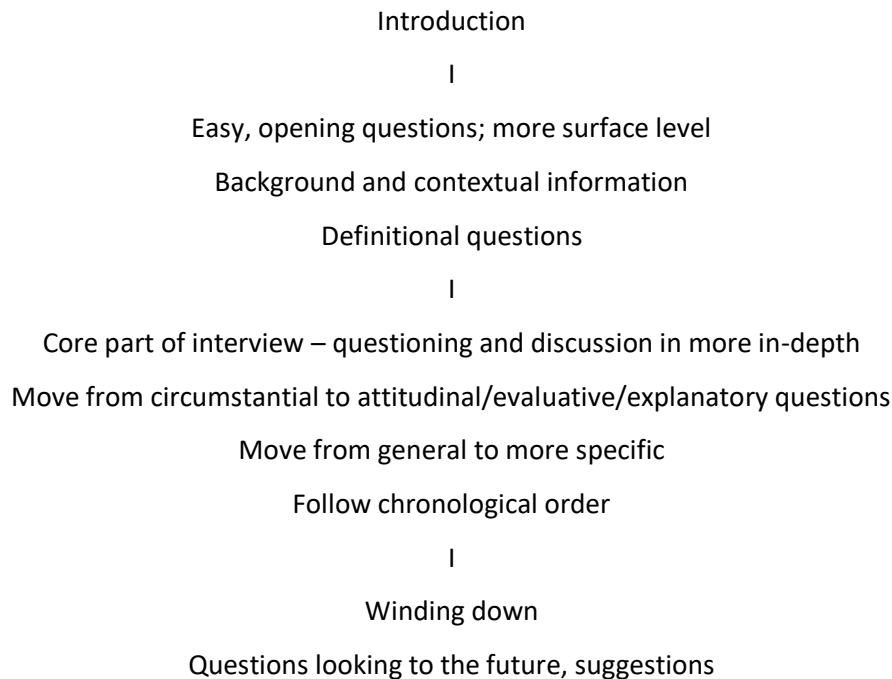 Introduction
I
Easy, opening questions; more surface level
Background and contextual information
Definitional questions
I
Core part of interview – questioning and discussion in more in-depth
Move from circumstantial to attitudinal/evaluative/explanatory questions
Move from general to more specific
Follow chronological order
I
Winding down
Questions looking to the future, suggestions